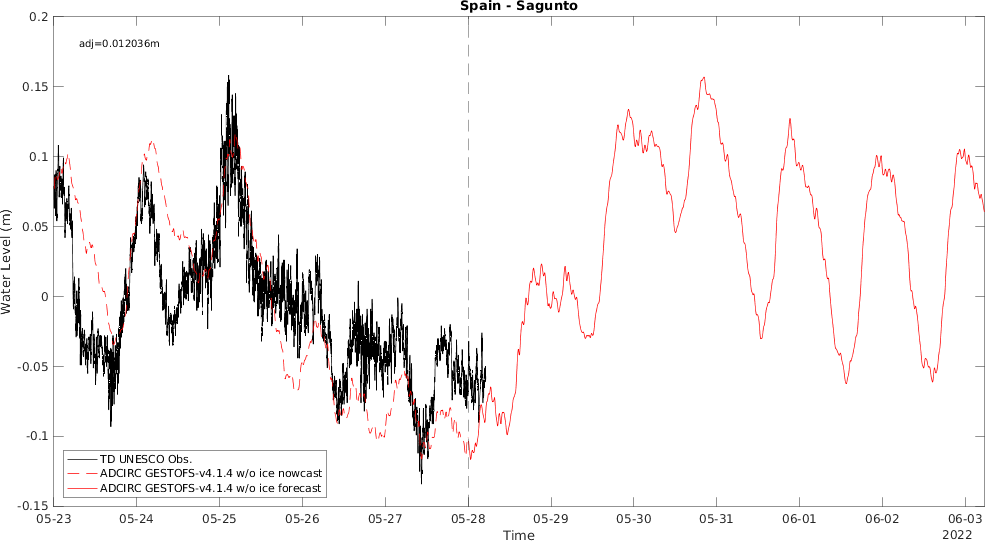 Spain - Sagunto
adj=0.012036m
Water Level (m)
0.2
0.15
0.1
0.05
0
-0.05
-0.1
-0.15
TD UNESCO Obs.
ADCIRC GESTOFS-v4.1.4 w/o ice nowcast
ADCIRC GESTOFS-v4.1.4 w/o ice forecast
05-23 05-24 05-25 05-26 05-27 05-28 05-29 05-30 05-31 06-01 06-02 06-03
Time
2022